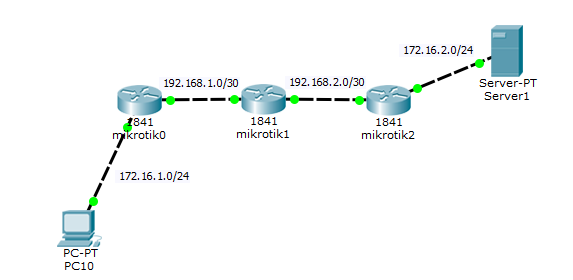 172.16.2.0/24
Server-PT
Server1
192.168.1.0/30
192.168.2.0/30
1841
mikrotik0
1841
mikrotik1
1841
mikrotik2
172.16.1.0/24
PC-PT
PC10